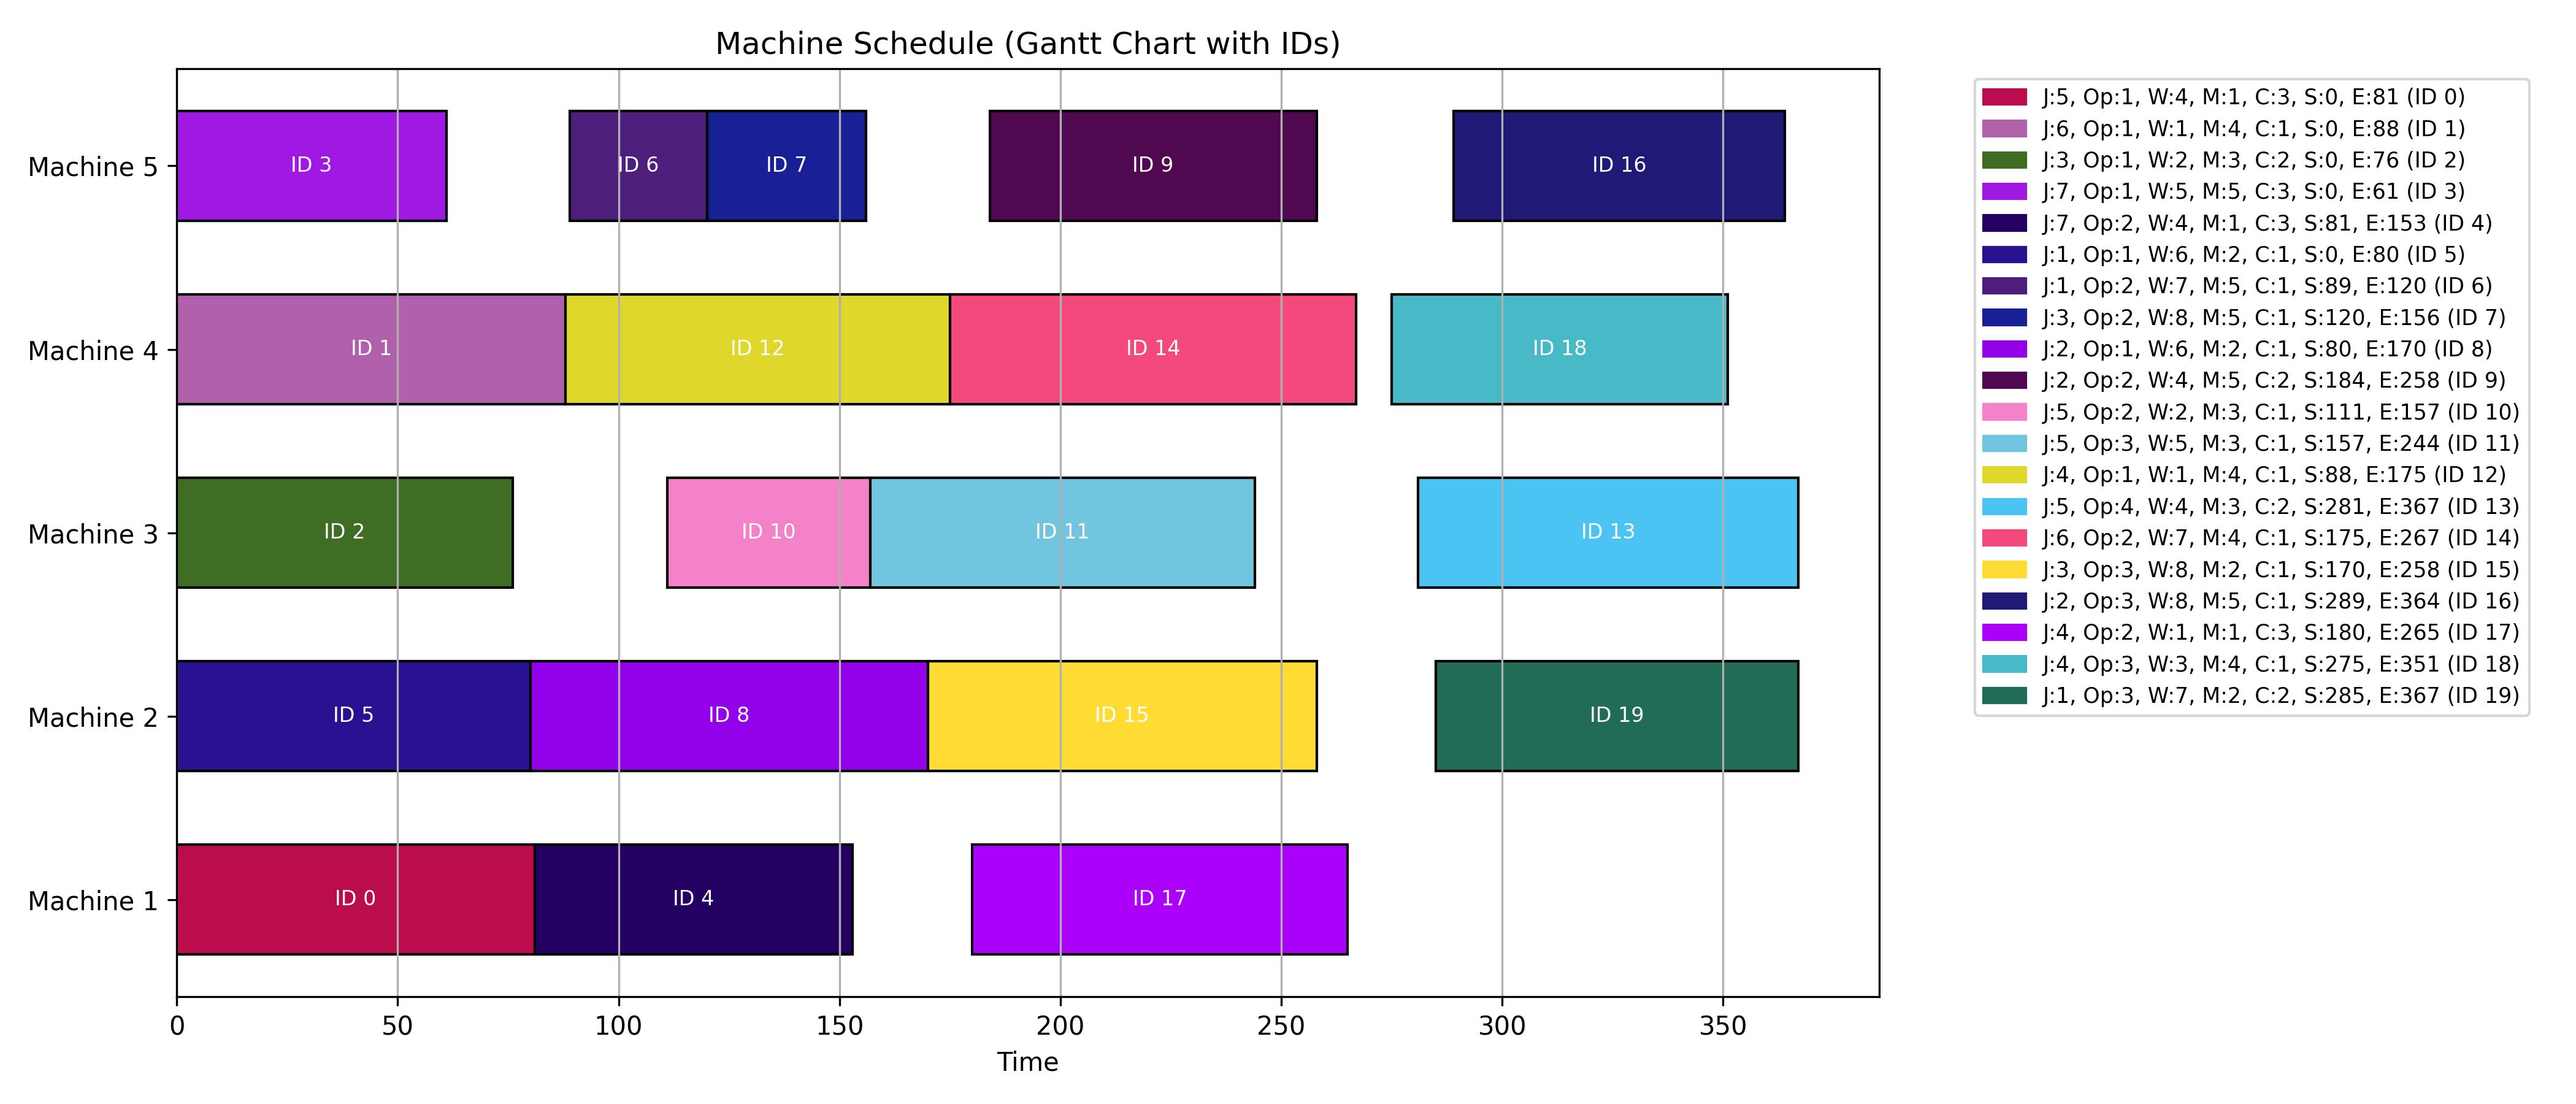 Machine Schedule (Gantt Chart with IDs)
Machine 5
ID 3
ID 6
ID 7
ID 9
ID 16
Machine 4
ID 1
ID 12
ID 14
ID 18
Machine 3
ID 2
ID 10
ID 11
ID 13
Machine 2
ID 5
ID 8
ID 15
ID 19
Machine 1
ID 0
ID 4
ID 17
0 50 100 150 200 250 300 350
Time
J:5, Op:1, W:4, M:1, C:3, S:0, E:81 (ID 0)
J:6, Op:1, W:1, M:4, C:1, S:0, E:88 (ID 1)
J:3, Op:1, W:2, M:3, C:2, S:0, E:76 (ID 2)
J:7, Op:1, W:5, M:5, C:3, S:0, E:61 (ID 3)
J:7, Op:2, W:4, M:1, C:3, S:81, E:153 (ID 4)
J:1, Op:1, W:6, M:2, C:1, S:0, E:80 (ID 5)
J:1, Op:2, W:7, M:5, C:1, S:89, E:120 (ID 6)
J:3, Op:2, W:8, M:5, C:1, S:120, E:156 (ID 7)
J:2, Op:1, W:6, M:2, C:1, S:80, E:170 (ID 8)
J:2, Op:2, W:4, M:5, C:2, S:184, E:258 (ID 9)
J:5, Op:2, W:2, M:3, C:1, S:111, E:157 (ID 10)
J:5, Op:3, W:5, M:3, C:1, S:157, E:244 (ID 11)
J:4, Op:1, W:1, M:4, C:1, S:88, E:175 (ID 12)
J:5, Op:4, W:4, M:3, C:2, S:281, E:367 (ID 13)
J:6, Op:2, W:7, M:4, C:1, S:175, E:267 (ID 14)
J:3, Op:3, W:8, M:2, C:1, S:170, E:258 (ID 15)
J:2, Op:3, W:8, M:5, C:1, S:289, E:364 (ID 16)
J:4, Op:2, W:1, M:1, C:3, S:180, E:265 (ID 17)
J:4, Op:3, W:3, M:4, C:1, S:275, E:351 (ID 18)
J:1, Op:3, W:7, M:2, C:2, S:285, E:367 (ID 19)